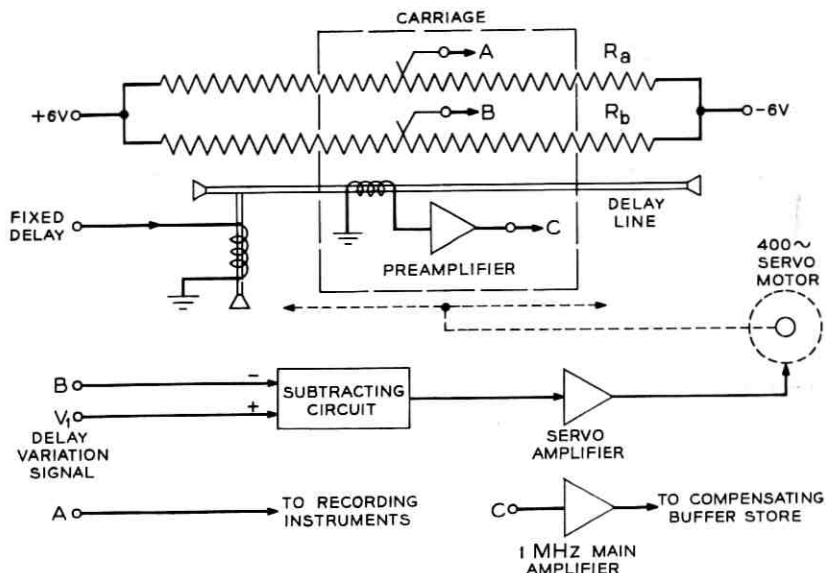 CARRIAGE
A
Ra
+6V
-6V
B
Rb
FIXED
DELAY
DELAY
LINE
C
PREAMPLIFIER
400~
SERVO
MOTOR
B
-
SUBTRACTING
CIRCUIT
V1
+
DELAY
VARIATION
SIGNAL
SERVO
AMPLIFIER
A
TO RECORDING
INSTRUMENTS
C
TO COMPENSATING
BUFFER STORE
1 MHz MAIN
AMPLIFIER